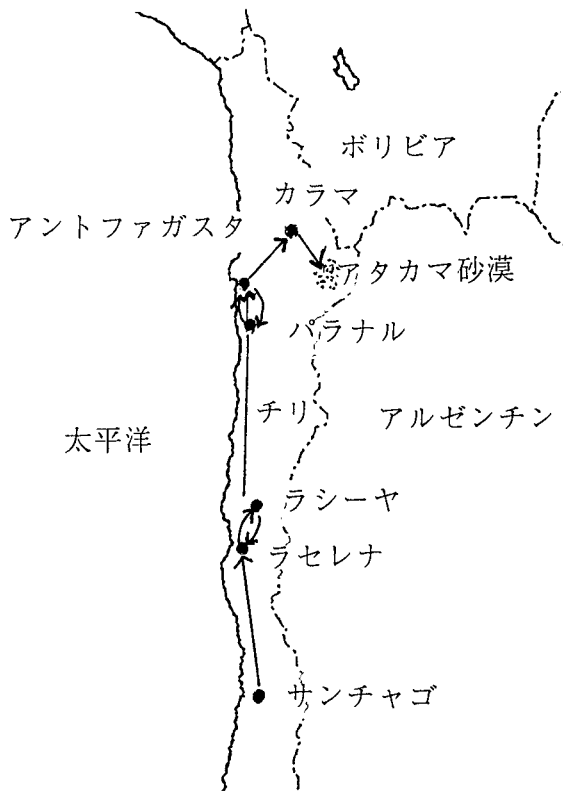 ボリビア
カラマ
アントファガスタ
アタカマ砂漠
パラナル
チリ
アルゼンチン
太平洋
ラシーヤ
ラセレナ
サンチャゴ